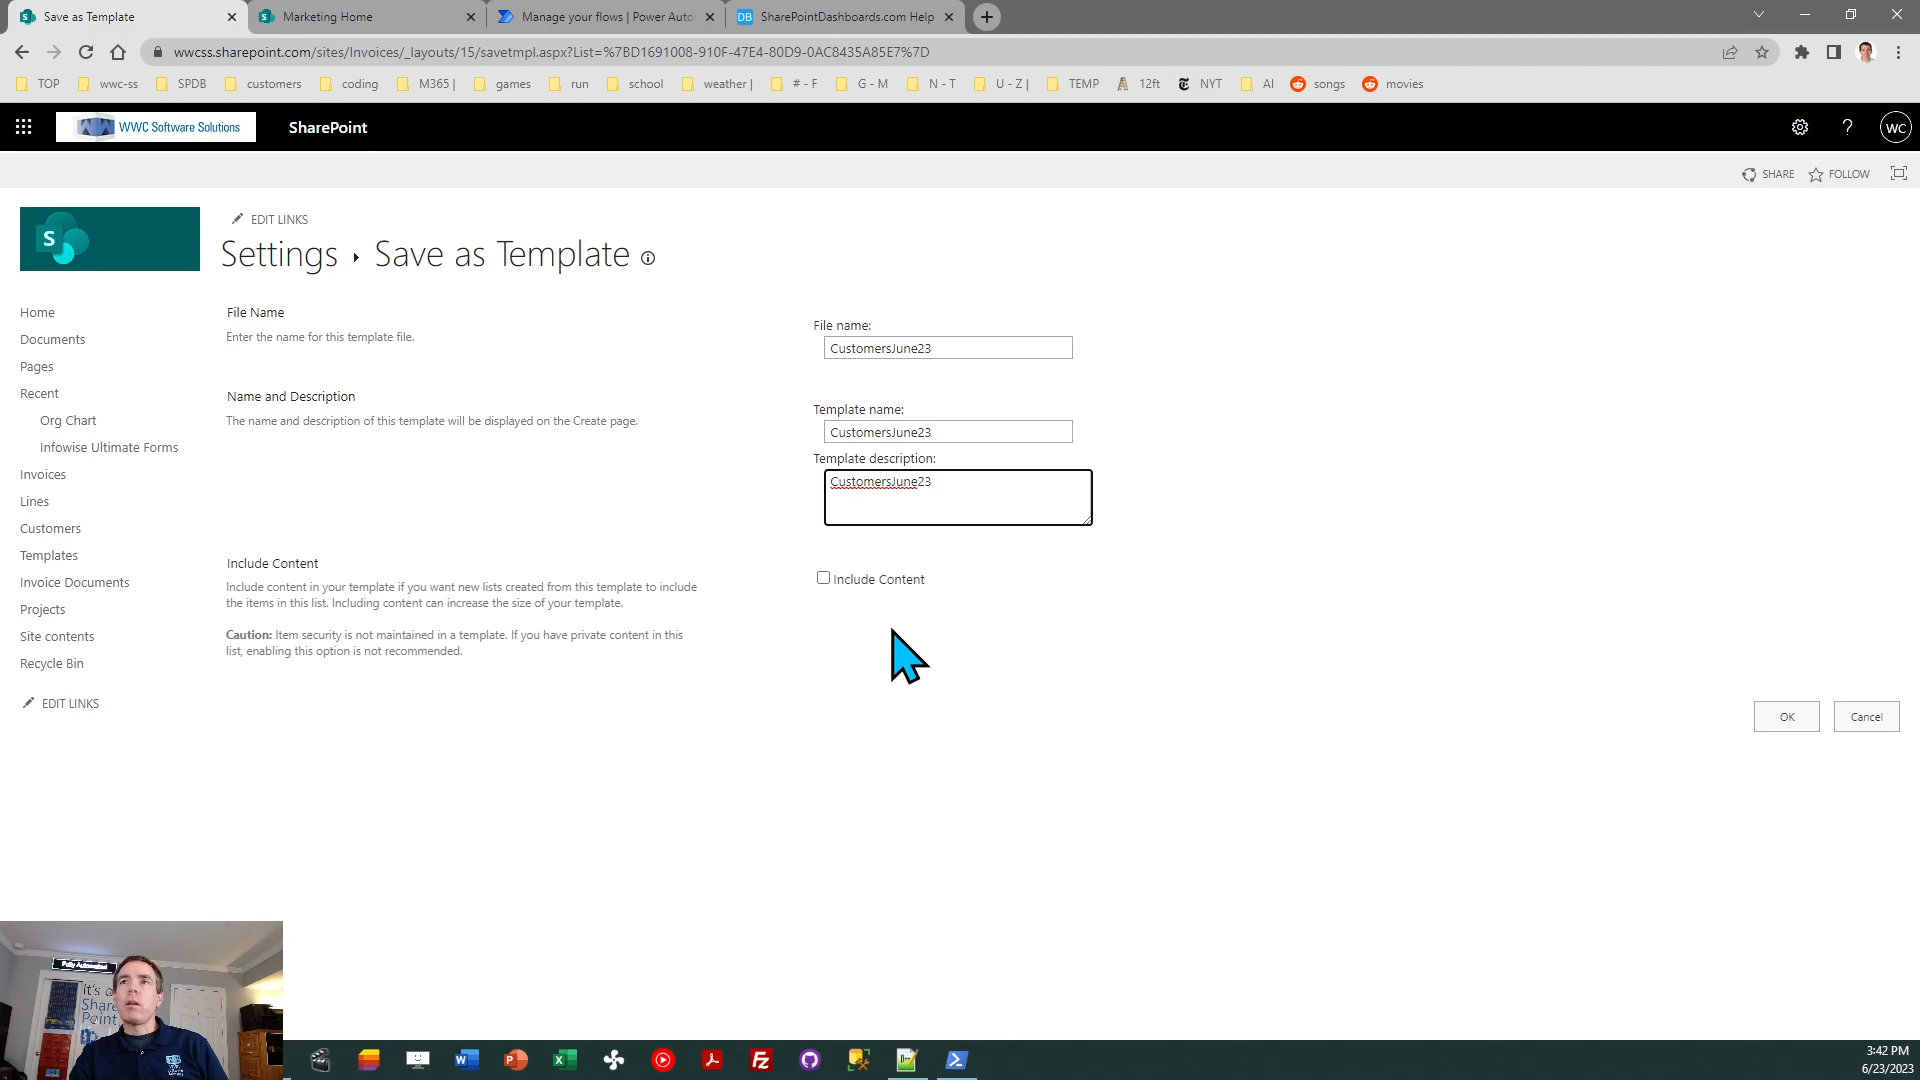 Save as Template
Marketing Home
Manage your flows | Power Auto
SharePointDashboards.com Help
wwcss.sharepoint.com/sites/Invoices/_layouts/15/savetmpl.aspx?List=%7BD1691008-910F-47E4-80D9-0AC8435A85E7%7D
TOP wwc-ss SPDB customers coding M365 | games run school weather | # - F G - M N - T U - Z | TEMP 12ft NYT AI songs movies
WWC Software Solutions
SharePoint
? WC
SHARE FOLLOW
S
EDIT LINKS
Settings ▸ Save as Template
Home
Documents
Pages
Recent
Org Chart
Infowise Ultimate Forms
Invoices
Lines
Customers
Templates
Invoice Documents
Projects
Site contents
Recycle Bin
EDIT LINKS
File Name
Enter the name for this template file.
File name:
CustomersJune23
Name and Description
The name and description of this template will be displayed on the Create page.
Template name:
CustomersJune23
Template description:
CustomersJune23
Include Content
Include content in your template if you want new lists created from this template to include
the items in this list. Including content can increase the size of your template.
Caution: Item security is not maintained in a template. If you have private content in this
list, enabling this option is not recommended.
Include Content
OK Cancel
Fully Automated
It's
Share
Point
3:42 PM
6/23/2023